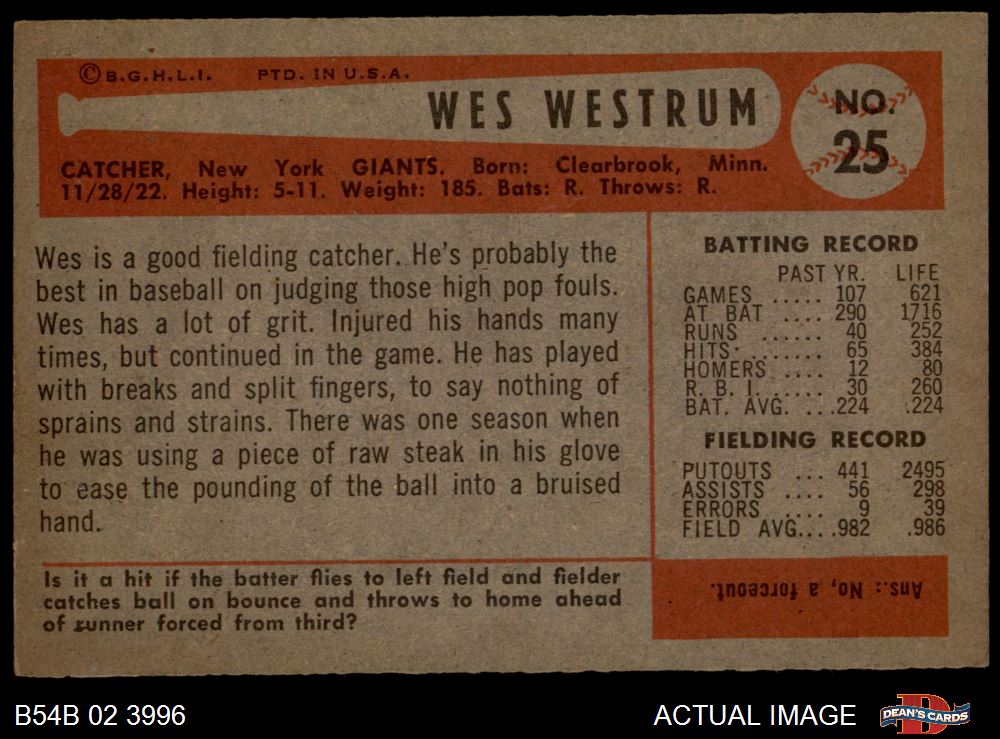 © B.G.H.L.I. PTD. IN U.S.A.
WES WESTRUM
NO.
25
CATCHER, New York GIANTS. Born: Clearbrook, Minn.
11/28/22. Height: 5-11. Weight: 185. Bats: R. Throws: R.
Wes is a good fielding catcher. He's probably the
best in baseball on judging those high pop fouls.
Wes has a lot of grit. Injured his hands many
times, but continued in the game. He has played
with breaks and split fingers, to say nothing of
sprains and strains. There was one season when
he was using a piece of raw steak in his glove
to ease the pounding of the ball into a bruised
hand.
BATTING RECORD
PAST YR. LIFE
GAMES ..... 107 621
AT BAT .... 290 1716
RUNS ...... 40 252
HITS ....... 65 384
HOMERS .... 12 80
R. B. I. ...... 30 260
BAT. AVG. ...224 .224
FIELDING RECORD
PUTOUTS ... 441 2495
ASSISTS .... 56 298
ERRORS .... 9 39
FIELD AVG. ...982 .986
Is it a hit if the batter flies to left field and fielder
catches ball on bounce and throws to home ahead
of runner forced from third?
Ans.: No, a forceout.
B54B 02 3996
ACTUAL IMAGE
DEAN'S CARDS